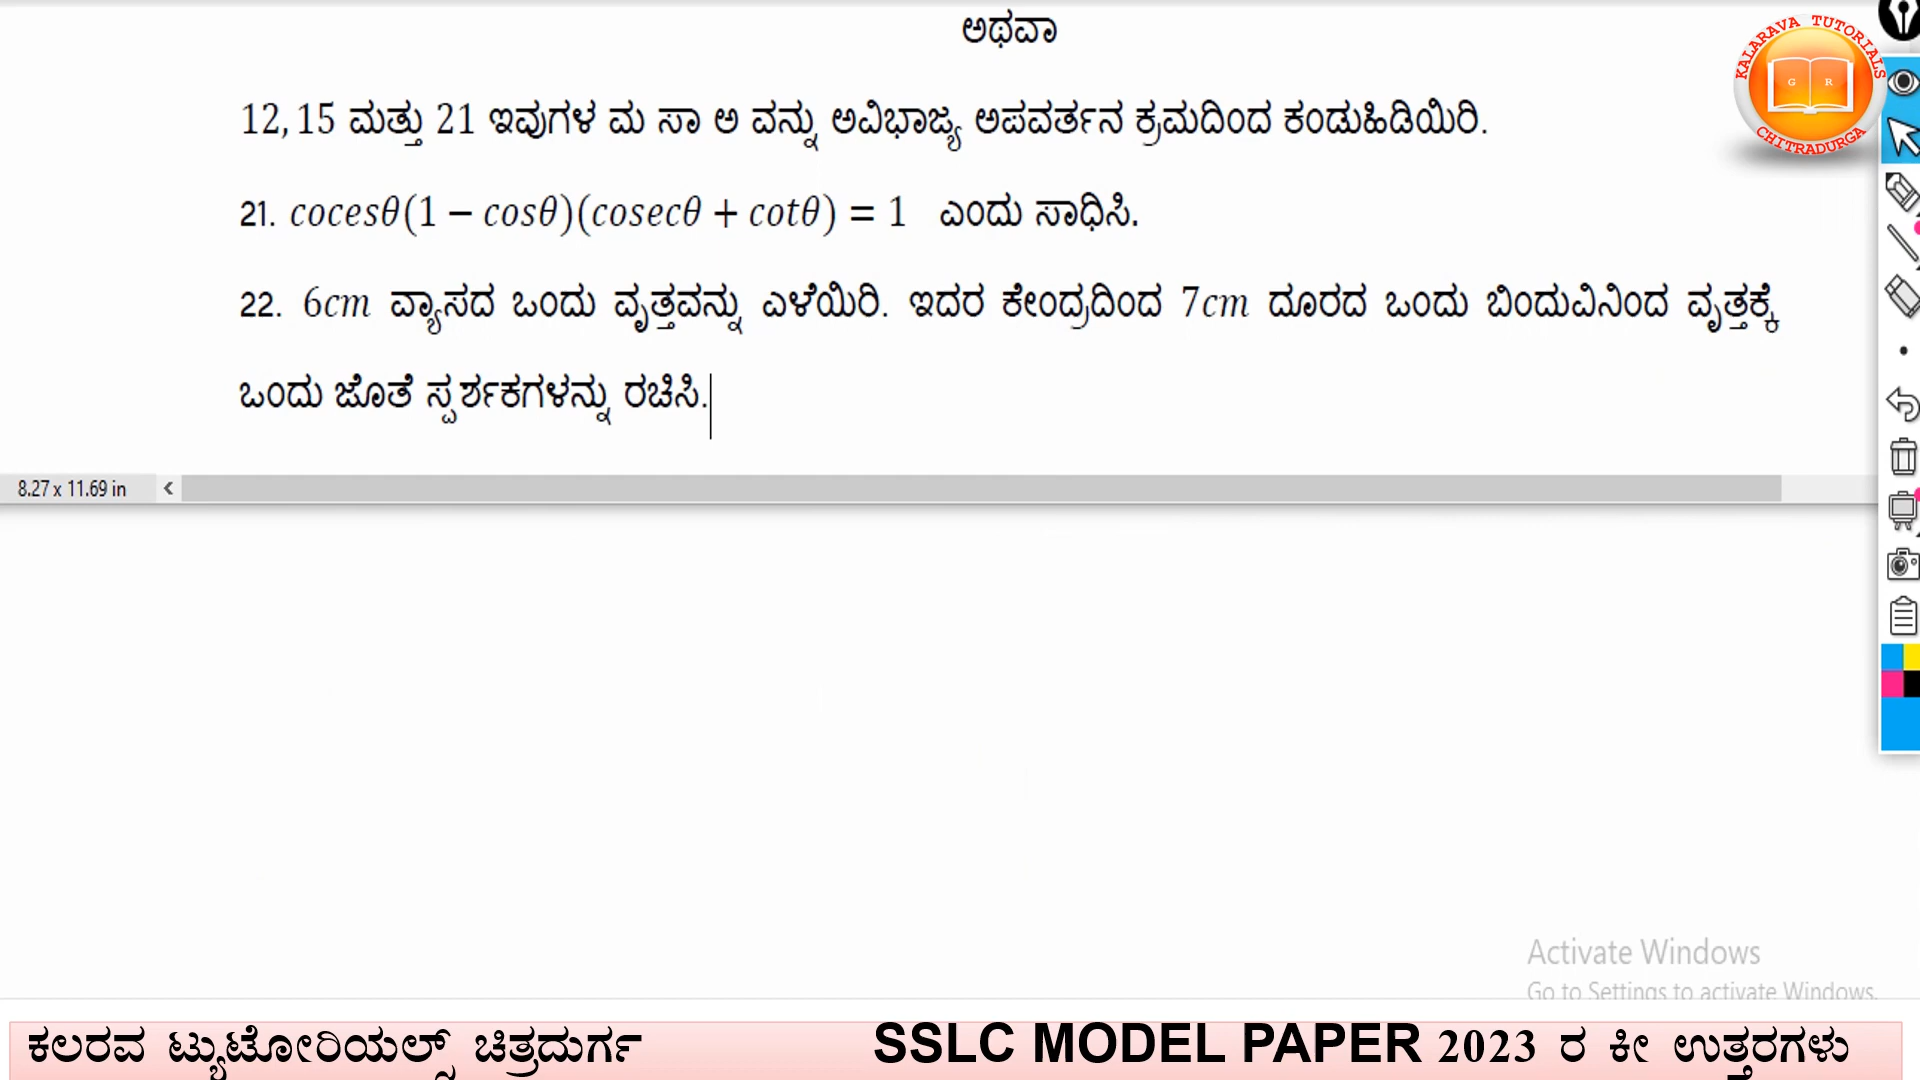 ಅಥವಾ
KALARAVA TUTORIALS
G R
CHITRADURGA
12, 15 ಮತ್ತು 21 ಇವುಗಳ ಮ ಸಾ ಅ ವನ್ನು ಅವಿಭಾಜ್ಯ ಅಪವರ್ತನ ಕ್ರಮದಿಂದ ಕಂಡುಹಿಡಿಯಿರಿ.
21. cocesθ(1 − cosθ)(cosecθ + cotθ) = 1 ಎಂದು ಸಾಧಿಸಿ.
22. 6cm ವ್ಯಾಸದ ಒಂದು ವೃತ್ತವನ್ನು ಎಳೆಯಿರಿ. ಇದರ ಕೇಂದ್ರದಿಂದ 7cm ದೂರದ ಒಂದು ಬಿಂದುವಿನಿಂದ ವೃತ್ತಕ್ಕೆ
ಒಂದು ಜೊತೆ ಸ್ಪರ್ಶಕಗಳನ್ನು ರಚಿಸಿ.
8.27 x 11.69 in
Activate Windows
Go to Settings to activate Windows.
ಕಲರವ ಟ್ಯುಟೋರಿಯಲ್ಸ್ ಚಿತ್ರದುರ್ಗ SSLC MODEL PAPER 2023 ರ ಕೀ ಉತ್ತರಗಳು